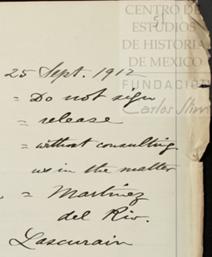 CENTRO DE
ESTUDIOS
DE HISTORIA
DE MEXICO
FUNDACIÓN
Carlos Slim
25 Sept. 1912
= Do not sign
= release
= without consulting
us in the matter
= Martinez
del Rio.
Lascurain